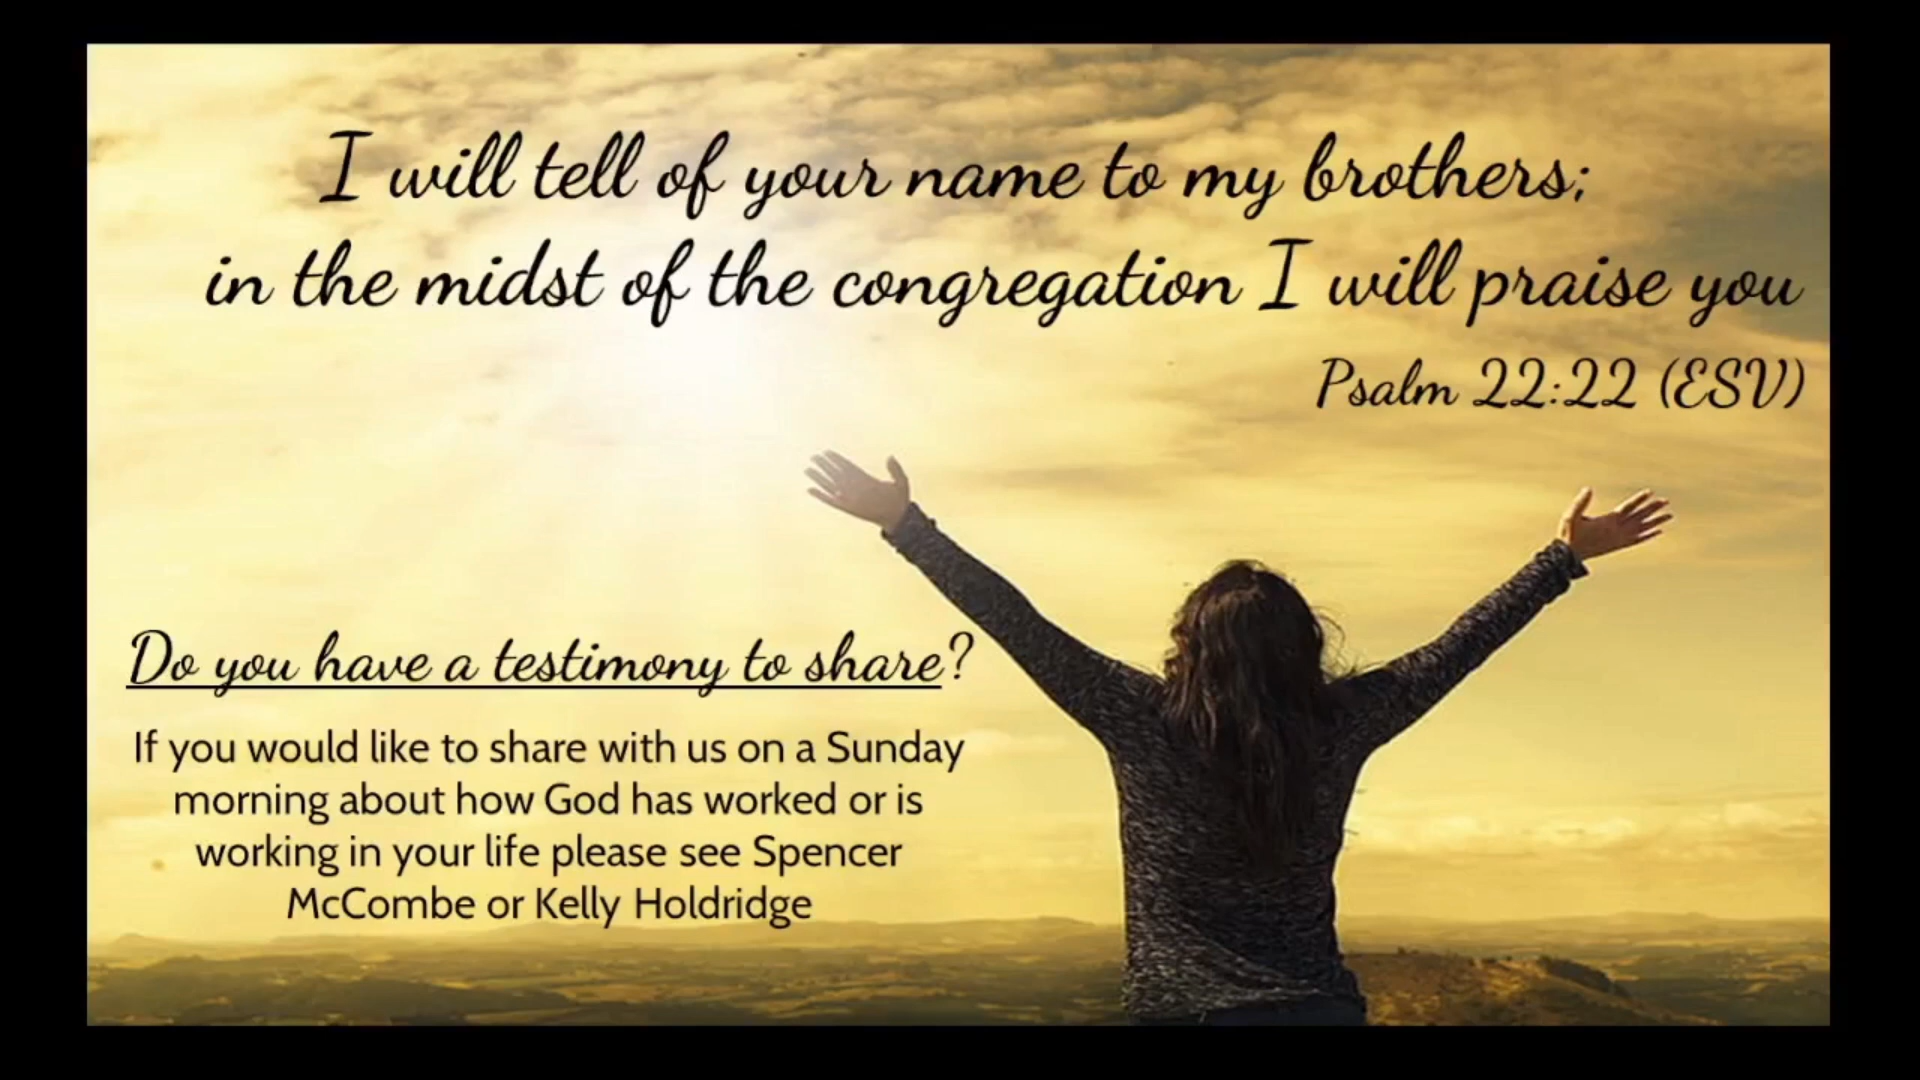 I will tell of your name to my brothers;
in the midst of the congregation I will praise you
Psalm 22:22 (ESV)
Do you have a testimony to share?
If you would like to share with us on a Sunday
morning about how God has worked or is
working in your life please see Spencer
McCombe or Kelly Holdridge